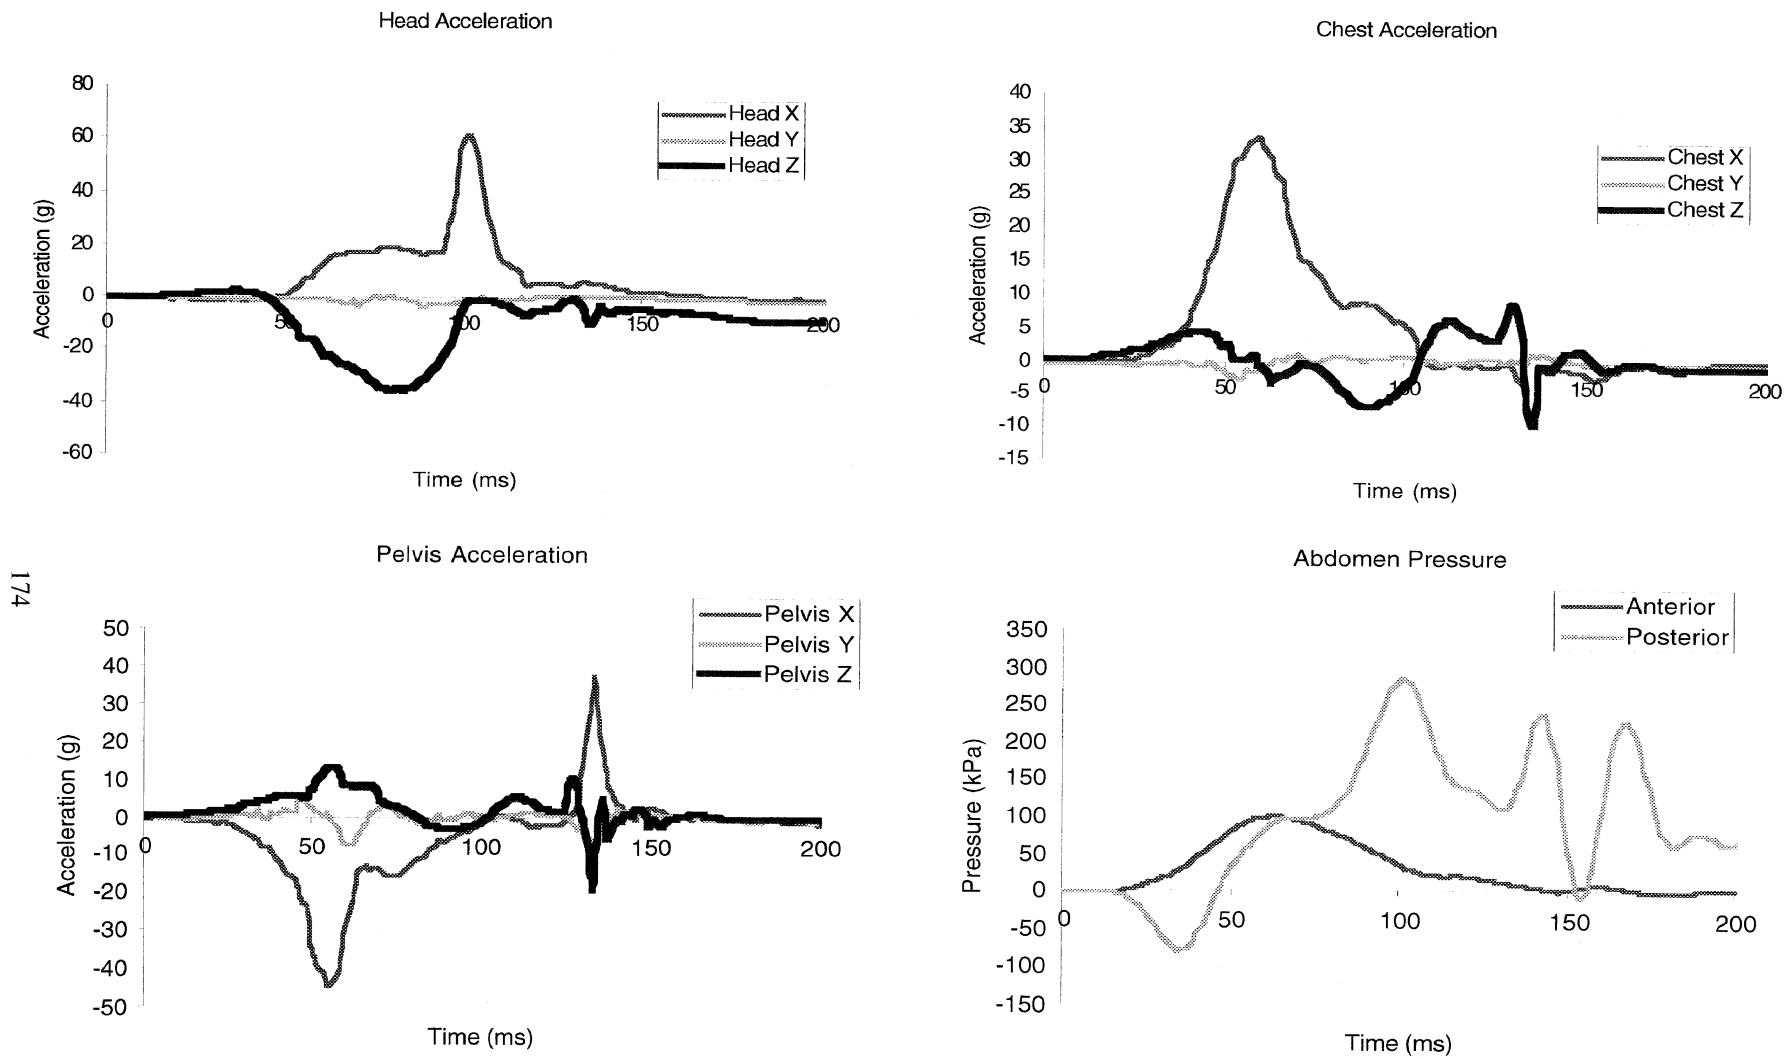 Head Acceleration
80
60
40
20
0
-20
-40
-60
0
50
100
150
200
Acceleration (g)
Time (ms)
Head X
Head Y
Head Z
Chest Acceleration
40
35
30
25
20
15
10
5
0
-5
-10
-15
0
50
100
150
200
Acceleration (g)
Time (ms)
Chest X
Chest Y
Chest Z
174
Pelvis Acceleration
50
40
30
20
10
0
-10
-20
-30
-40
-50
0
50
100
150
200
Acceleration (g)
Time (ms)
Pelvis X
Pelvis Y
Pelvis Z
Abdomen Pressure
350
300
250
200
150
100
50
0
-50
-100
-150
0
50
100
150
200
Pressure (kPa)
Time (ms)
Anterior
Posterior